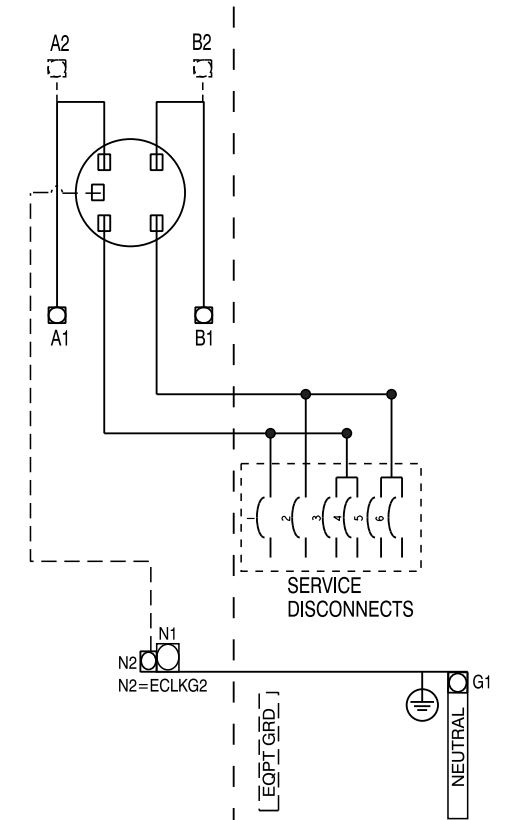 A2
B2
A1
B1
1
2
3
4
5
6
SERVICE
DISCONNECTS
N1
N2
N2=ECLKG2
G1
EQPT GRD
NEUTRAL